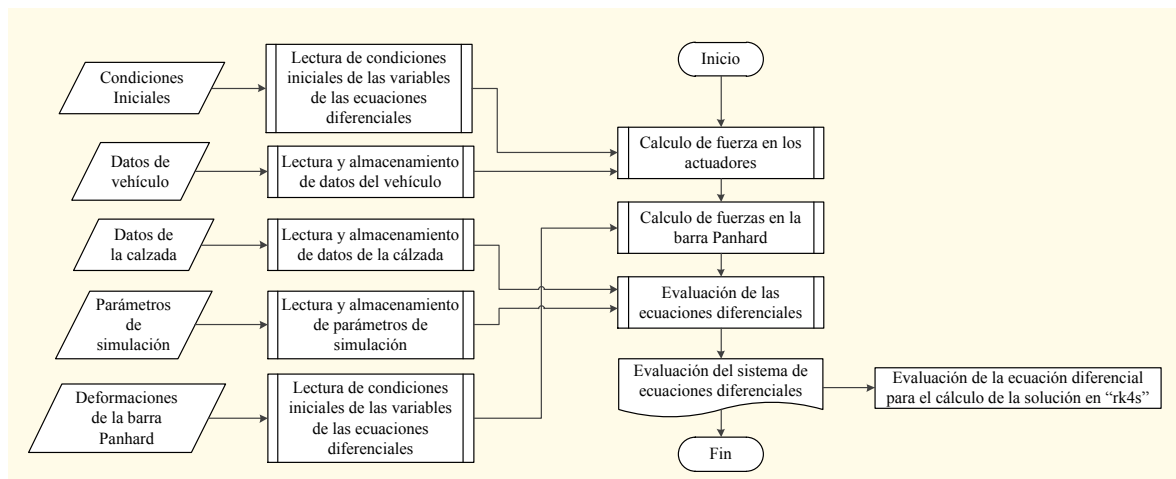 Condiciones
Iniciales
Lectura de condiciones
iniciales de las variables
de las ecuaciones
diferenciales
Datos de
vehículo
Lectura y almacenamiento
de datos del vehículo
Datos de
la calzada
Lectura y almacenamiento
de datos de la cálzada
Parámetros
de
simulación
Lectura y almacenamiento
de parámetros de
simulación
Deformaciones
de la barra
Panhard
Lectura de condiciones
iniciales de las variables
de las ecuaciones
diferenciales
Inicio
Calculo de fuerza en los
actuadores
Calculo de fuerzas en la
barra Panhard
Evaluación de las
ecuaciones diferenciales
Evaluación del sistema de
ecuaciones diferenciales
Evaluación de la ecuación diferencial
para el cálculo de la solución en “rk4s”
Fin